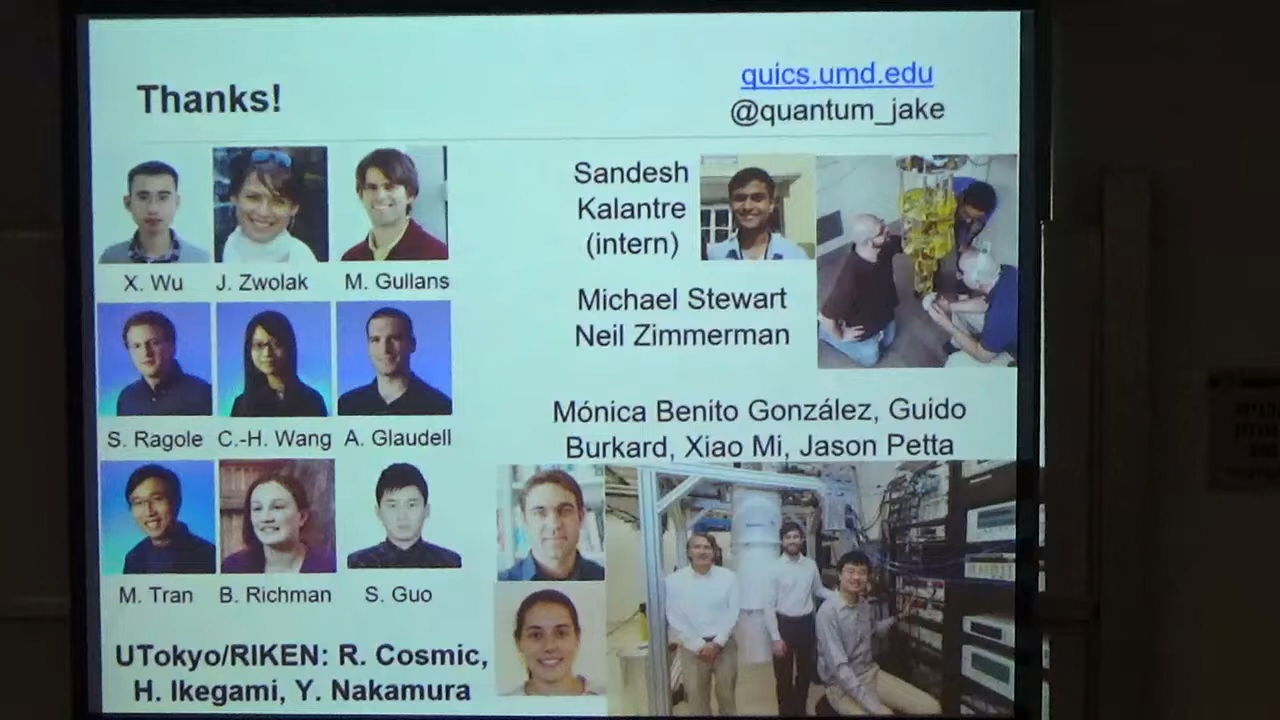 Thanks!
quics.umd.edu
@quantum_jake
X. Wu
J. Zwolak
M. Gullans
Sandesh
Kalantre
(intern)
Michael Stewart
Neil Zimmerman
S. Ragole
C.-H. Wang
A. Glaudell
Mónica Benito González, Guido
Burkard, Xiao Mi, Jason Petta
M. Tran
B. Richman
S. Guo
UTokyo/RIKEN: R. Cosmic,
H. Ikegami, Y. Nakamura